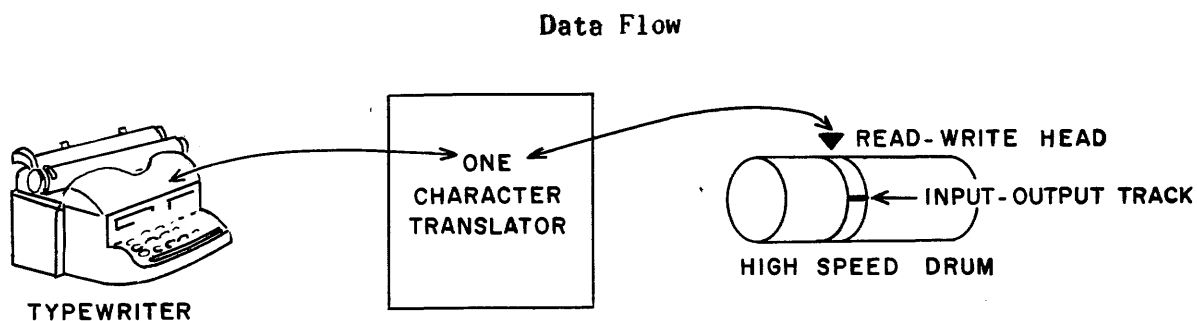 Data Flow
ONE
CHARACTER
TRANSLATOR
READ-WRITE HEAD
INPUT-OUTPUT TRACK
HIGH SPEED DRUM
TYPEWRITER